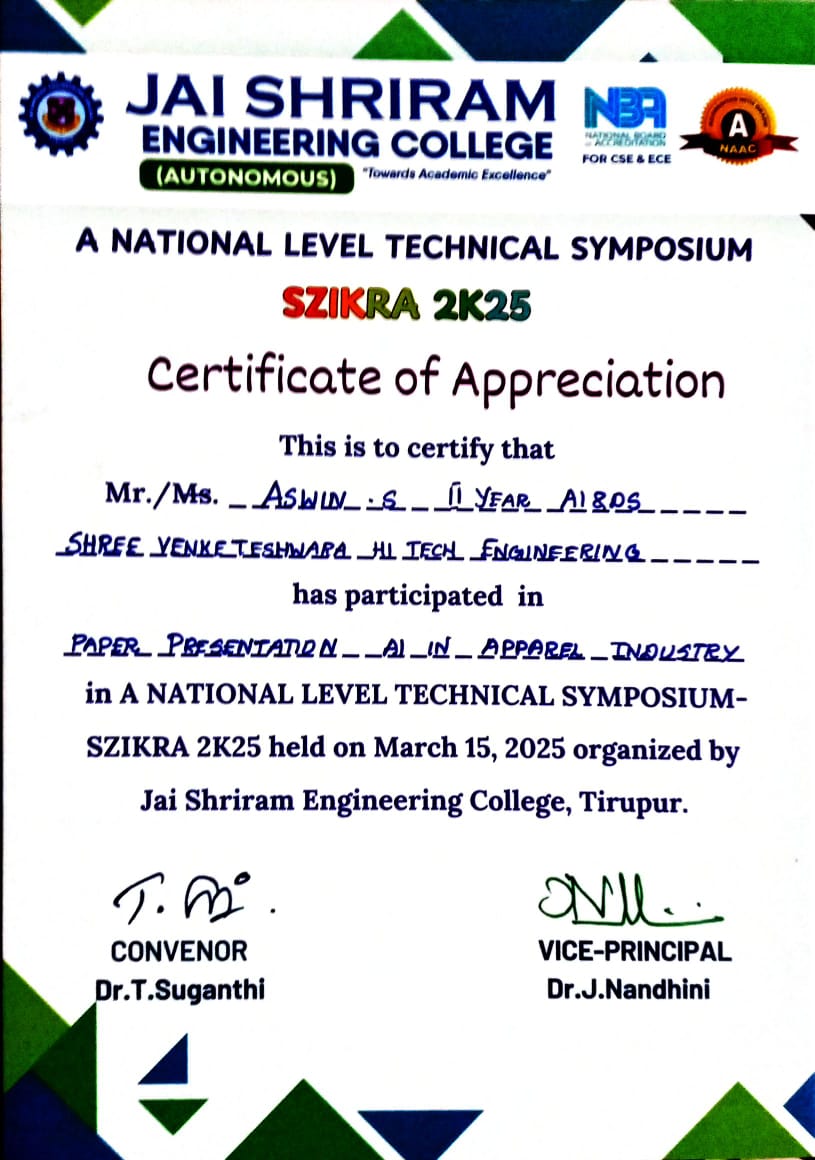 JAI SHRIRAM
ENGINEERING COLLEGE
(AUTONOMOUS) "Towards Academic Excellence"
NBA
NATIONAL BOARD
of ACCREDITATION
FOR CSE & ECE
A
NAAC
A NATIONAL LEVEL TECHNICAL SYMPOSIUM
SZIKRA 2K25
Certificate of Appreciation
This is to certify that
Mr./Ms. ASWIN.S II YEAR AI&DS
SHREE VENKETESHWARA HI TECH ENGINEERING
has participated in
PAPER PRESENTATION AI IN APPAREL INDUSTRY
in A NATIONAL LEVEL TECHNICAL SYMPOSIUM-
SZIKRA 2K25 held on March 15, 2025 organized by
Jai Shriram Engineering College, Tirupur.
CONVENOR
Dr.T.Suganthi
VICE-PRINCIPAL
Dr.J.Nandhini